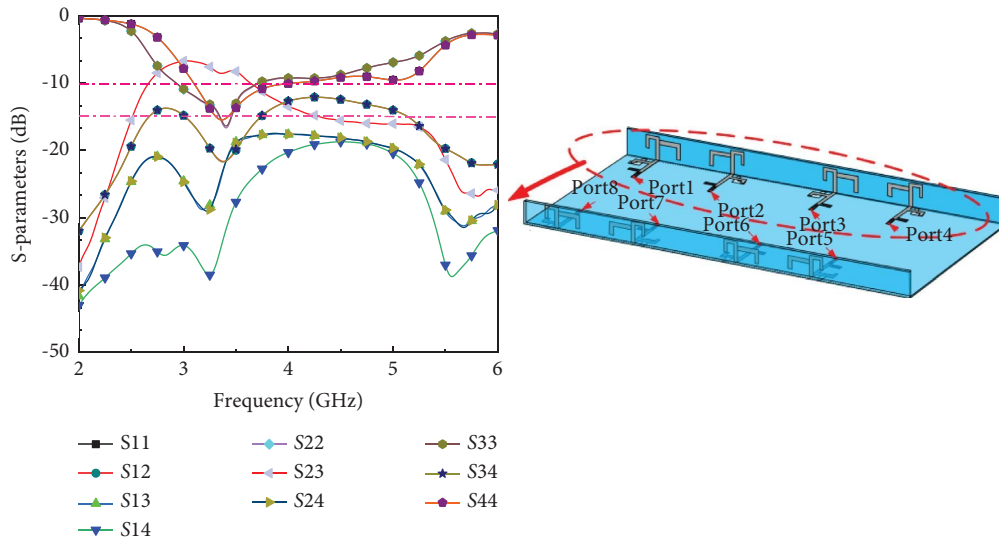 0
-10
-20
-30
-40
-50
S-parameters (dB)
2
3
4
5
6
Frequency (GHz)
S11
S22
S33
S12
S23
S34
S13
S24
S44
S14
Port1
Port8
Port7
Port2
Port3
Port6
Port4
Port5